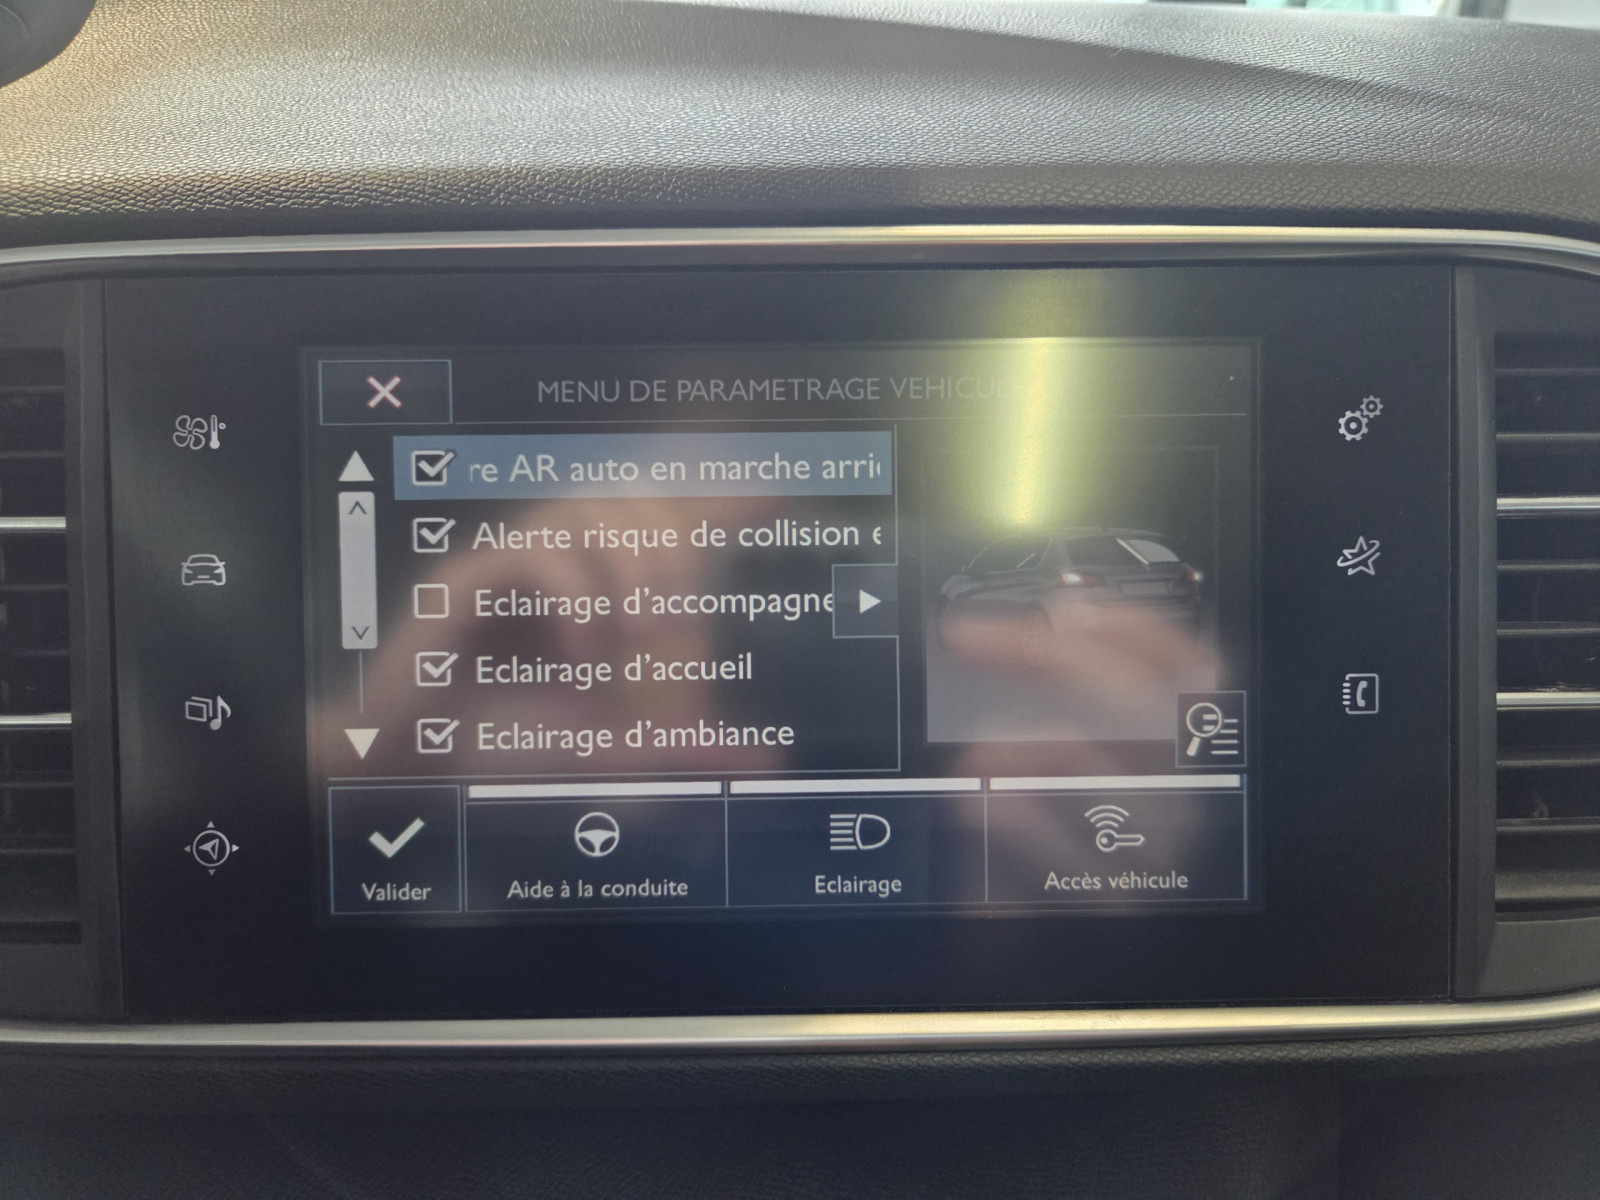 MENU DE PARAMETRAGE VEHICULE
re AR auto en marche arri
Alerte risque de collision e
Eclairage d'accompagne
Eclairage d'accueil
Eclairage d'ambiance
Valider
Aide à la conduite
Eclairage
Accès véhicule